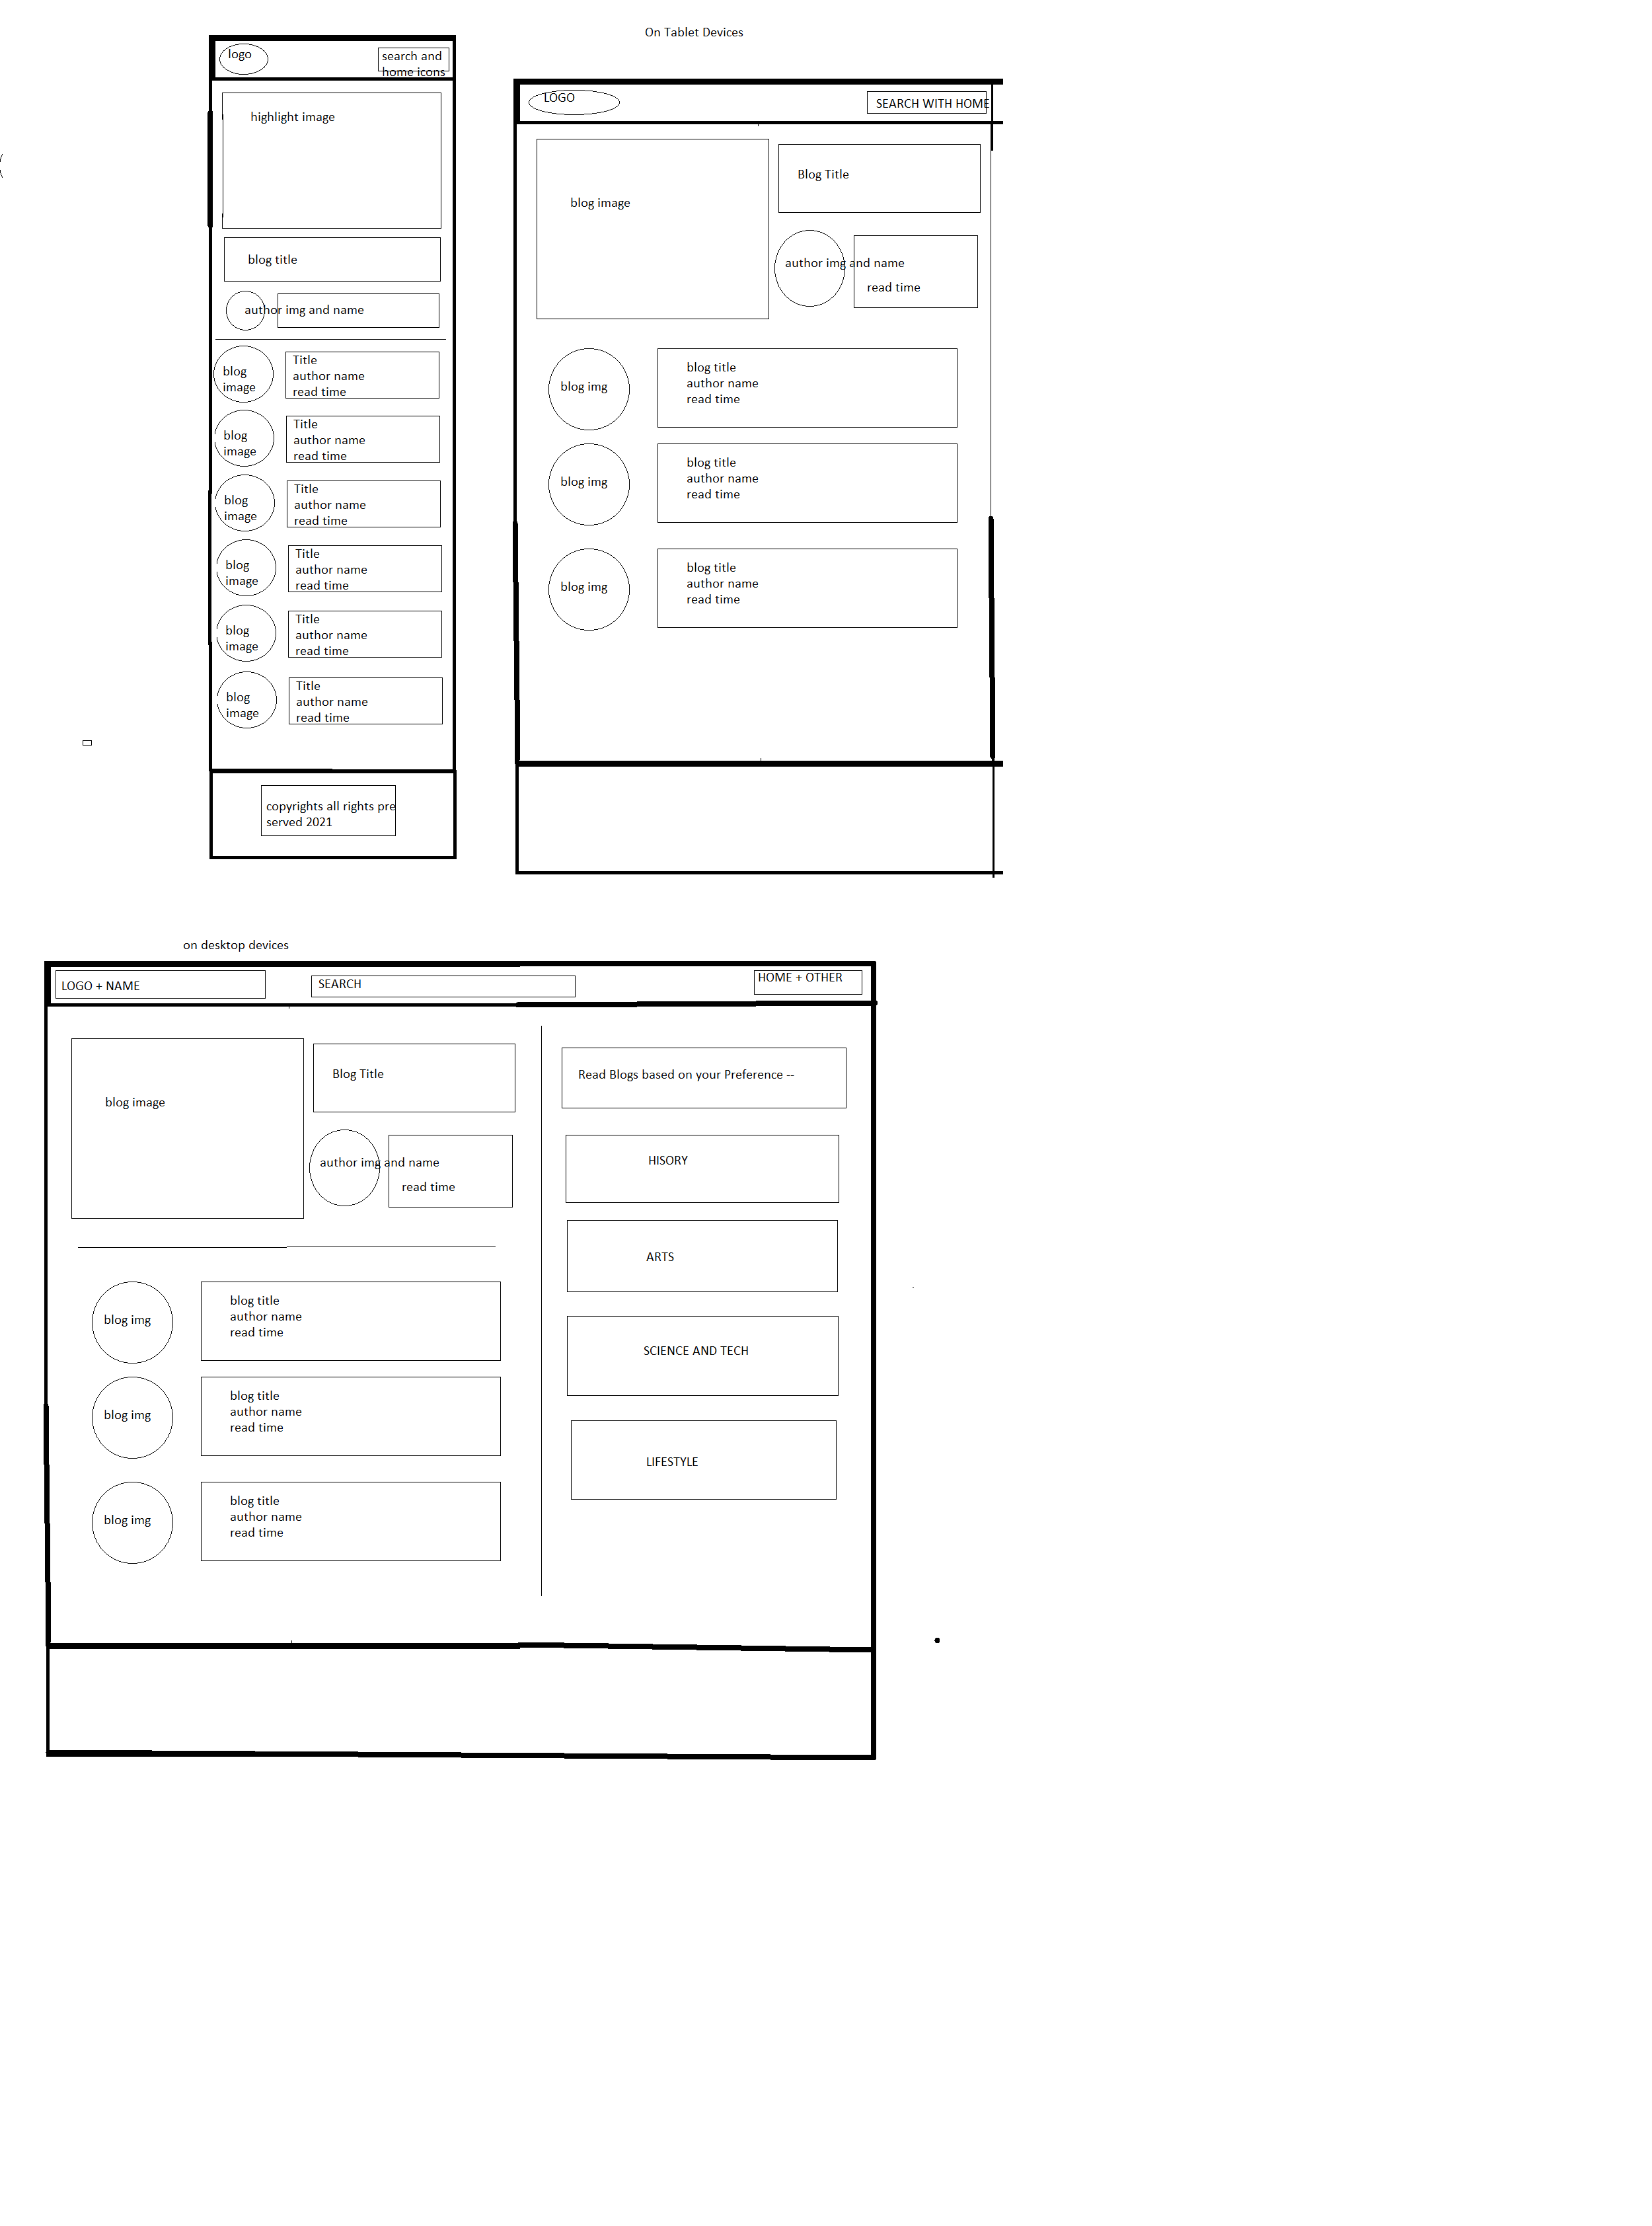 logo
search and
home icons
highlight image
blog title
author img and name
blog
image
Title
author name
read time
blog
image
Title
author name
read time
blog
image
Title
author name
read time
blog
image
Title
author name
read time
blog
image
Title
author name
read time
blog
image
Title
author name
read time
copyrights all rights pre
served 2021
On Tablet Devices
LOGO
SEARCH WITH HOME
blog image
Blog Title
author img and name
read time
blog img
blog title
author name
read time
blog img
blog title
author name
read time
blog img
blog title
author name
read time
on desktop devices
LOGO + NAME
SEARCH
HOME + OTHER
blog image
Blog Title
author img and name
read time
blog img
blog title
author name
read time
blog img
blog title
author name
read time
blog img
blog title
author name
read time
Read Blogs based on your Preference --
HISORY
ARTS
SCIENCE AND TECH
LIFESTYLE